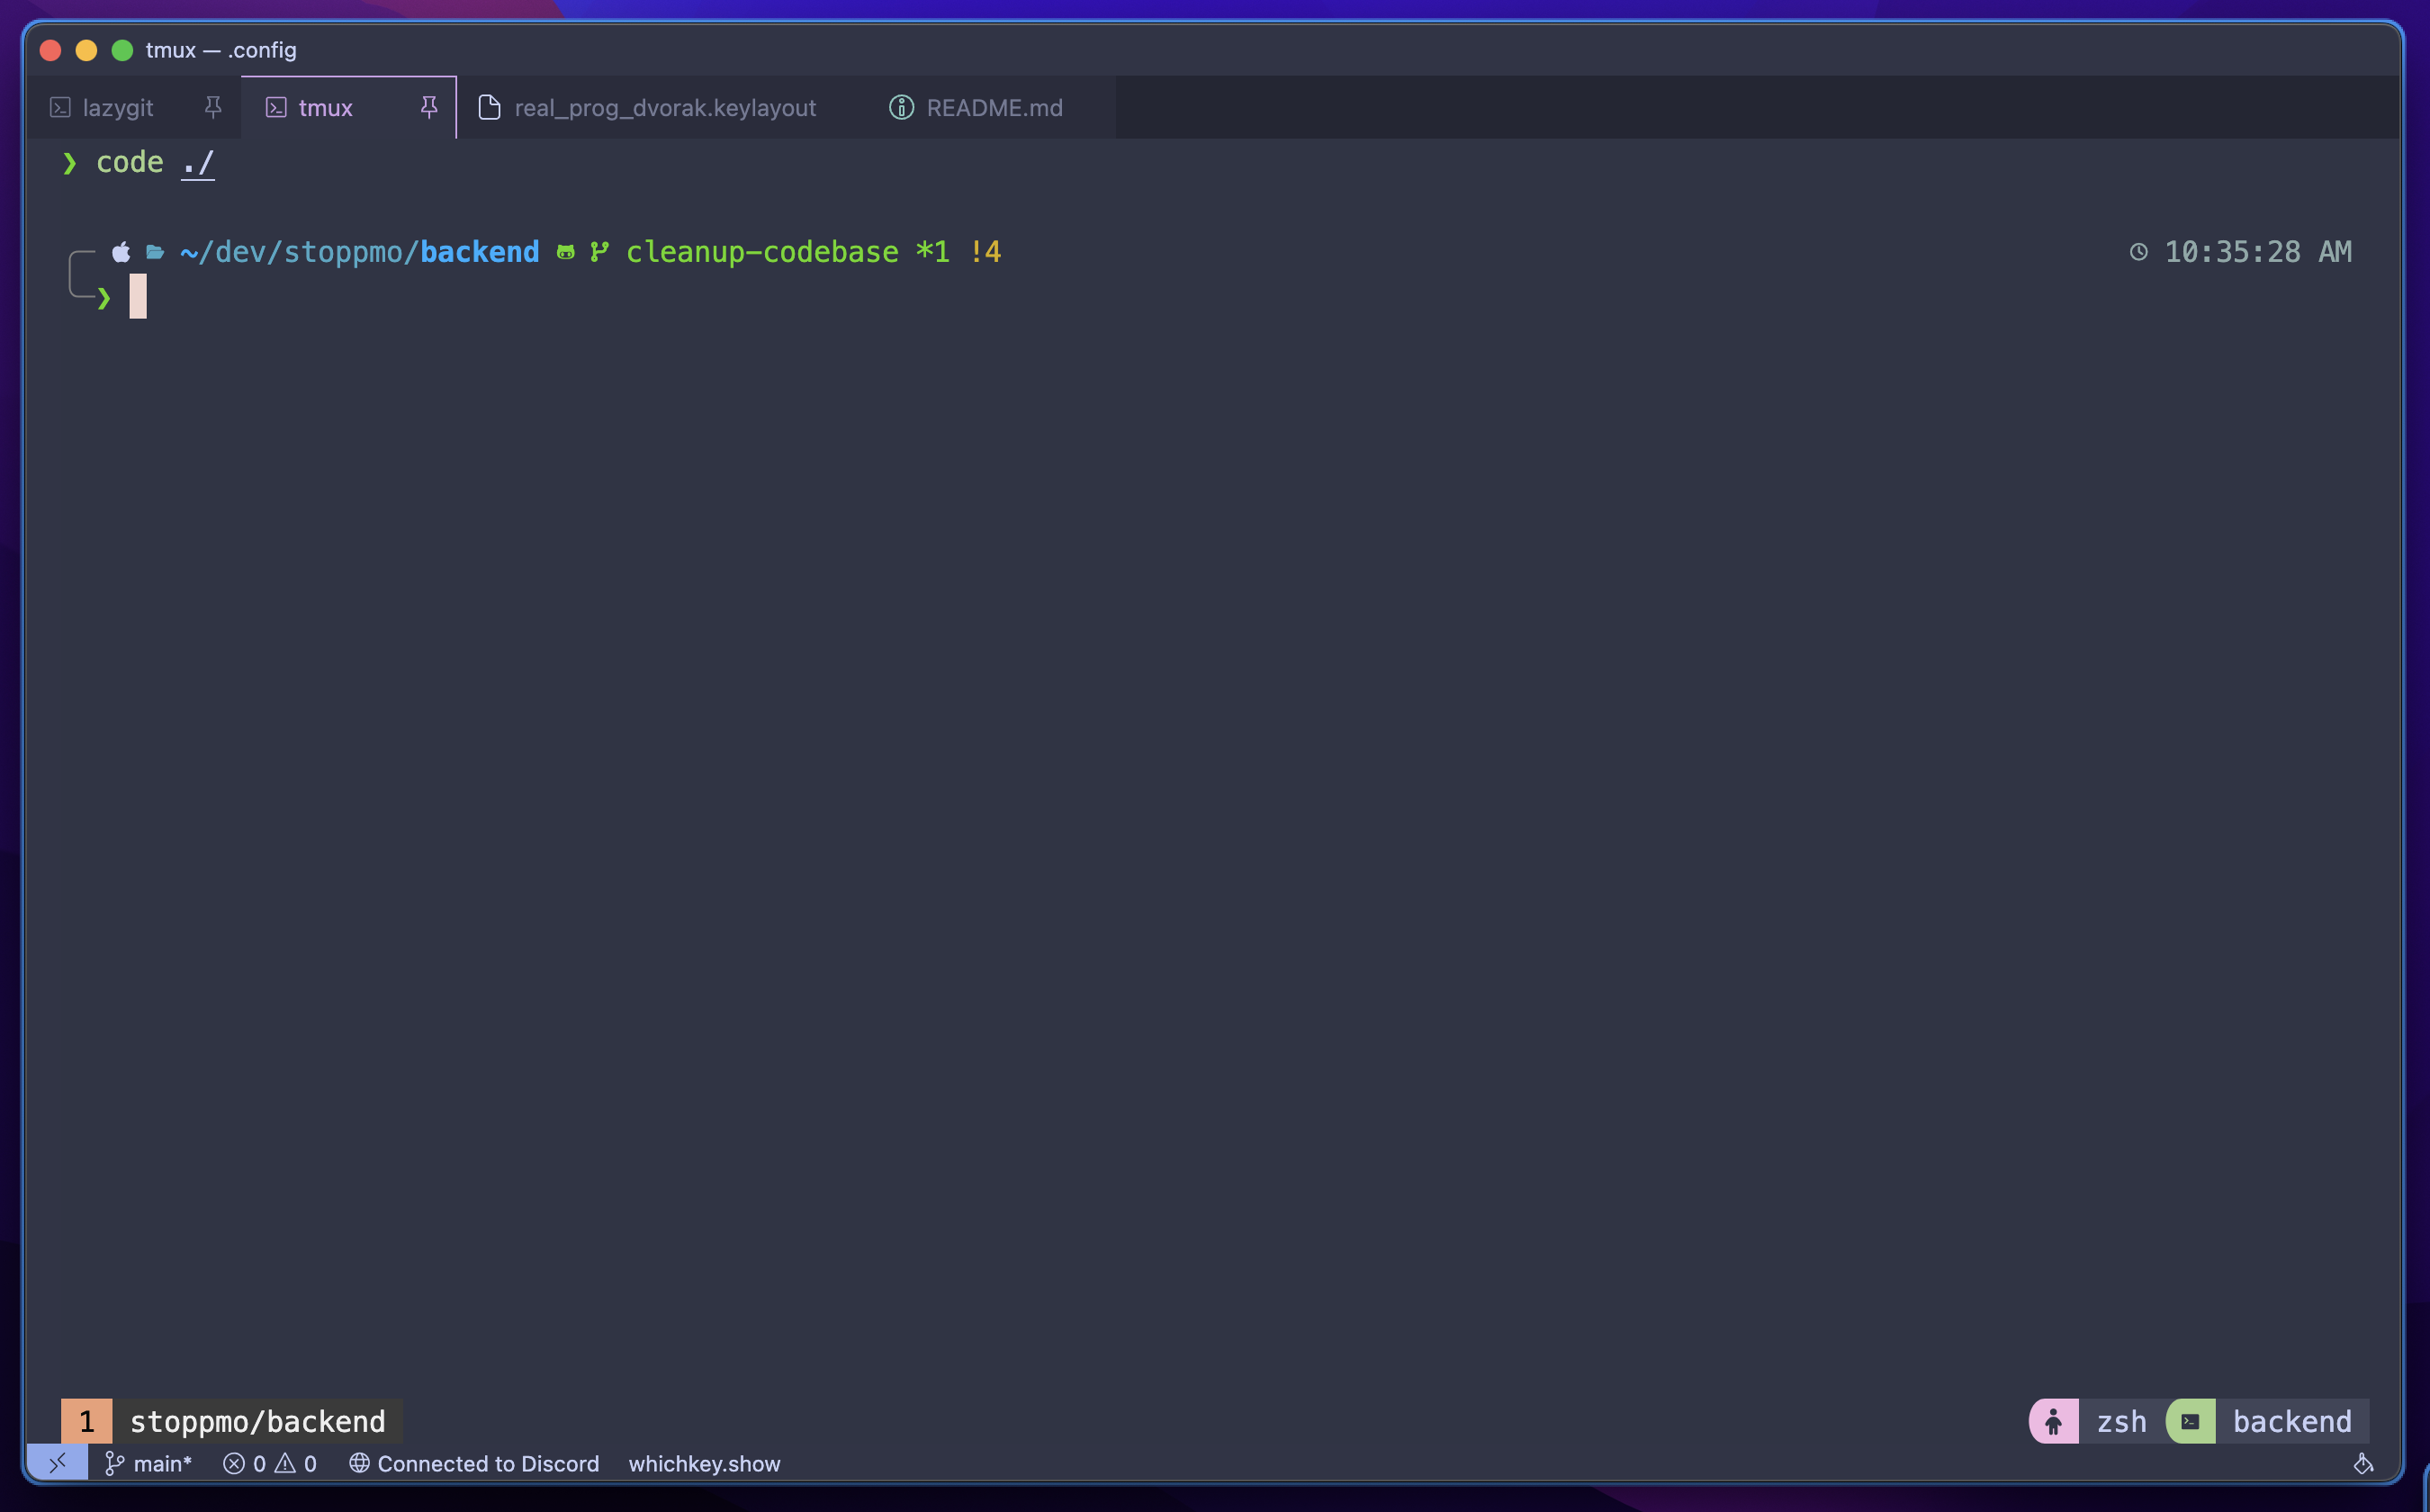 tmux — .config
lazygit tmux real_prog_dvorak.keylayout README.md
❯ code ./
~/dev/stoppmo/backend cleanup-codebase *1 !4 10:35:28 AM
❯
1 stoppmo/backend zsh backend
main* 0 0 Connected to Discord whichkey.show